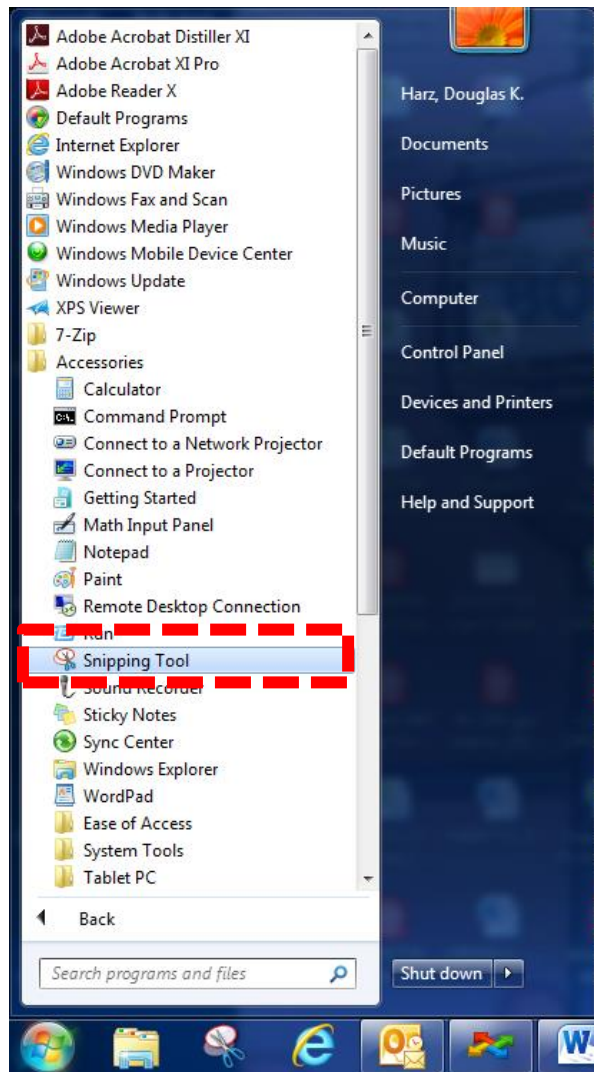 Adobe Acrobat Distiller XI
Adobe Acrobat XI Pro
Adobe Reader X
Default Programs
Internet Explorer
Windows DVD Maker
Windows Fax and Scan
Windows Media Player
Windows Mobile Device Center
Windows Update
XPS Viewer
7-Zip
Accessories
Calculator
Command Prompt
Connect to a Network Projector
Connect to a Projector
Getting Started
Math Input Panel
Notepad
Paint
Remote Desktop Connection
Run
Snipping Tool
Sound Recorder
Sticky Notes
Sync Center
Windows Explorer
WordPad
Ease of Access
System Tools
Tablet PC
Back
Search programs and files
Harz, Douglas K.
Documents
Pictures
Music
Computer
Control Panel
Devices and Printers
Default Programs
Help and Support
Shut down